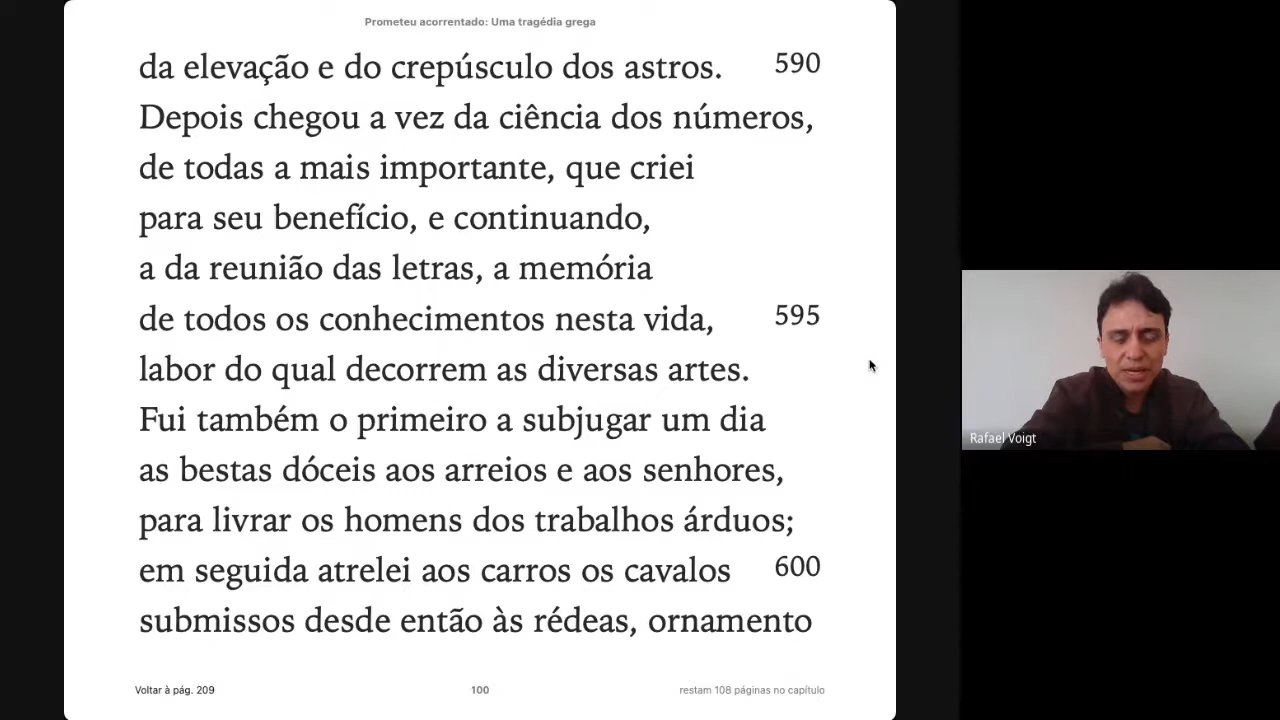 Prometeu acorrentado: Uma tragédia grega
da elevação e do crepúsculo dos astros. 590
Depois chegou a vez da ciência dos números,
de todas a mais importante, que criei
para seu benefício, e continuando,
a da reunião das letras, a memória
de todos os conhecimentos nesta vida, 595
labor do qual decorrem as diversas artes.
Fui também o primeiro a subjugar um dia
as bestas dóceis aos arreios e aos senhores,
para livrar os homens dos trabalhos árduos;
em seguida atrelei aos carros os cavalos 600
submissos desde então às rédeas, ornamento
Voltar à pág. 209 100 restam 108 páginas no capítulo
Rafael Voigt